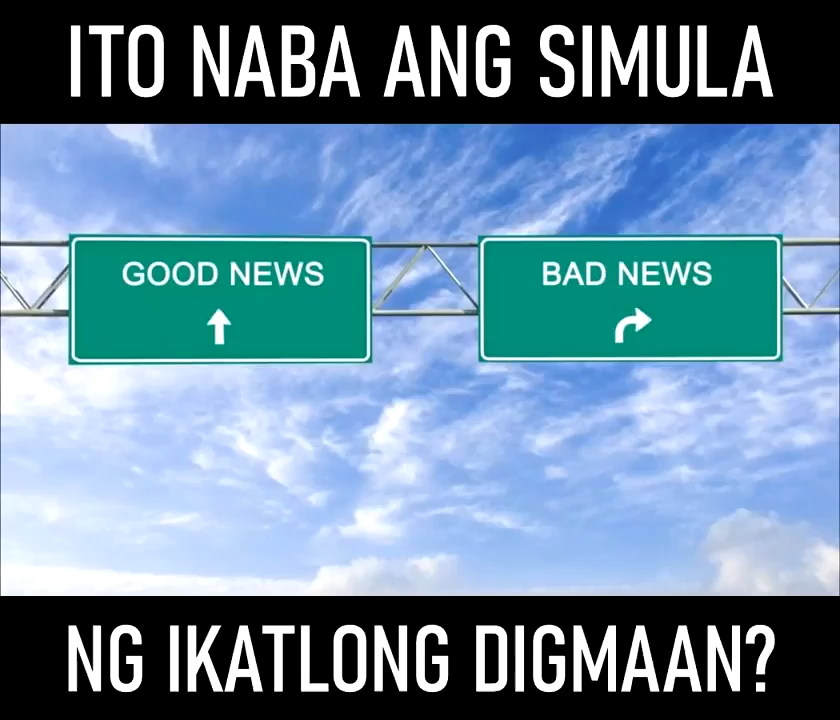 ITO NABA ANG SIMULA
GOOD NEWS
BAD NEWS
NG IKATLONG DIGMAAN?